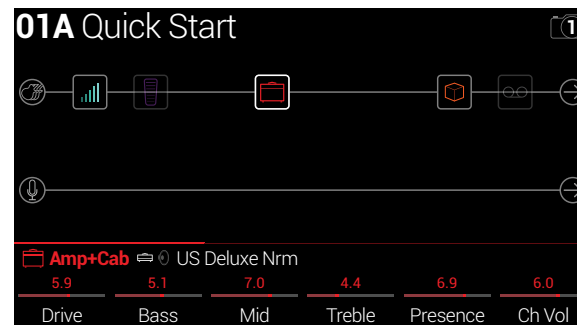 01A Quick Start
1
Amp+Cab US Deluxe Nrm
5.9 5.1 7.0 4.4 6.9 6.0
Drive Bass Mid Treble Presence Ch Vol